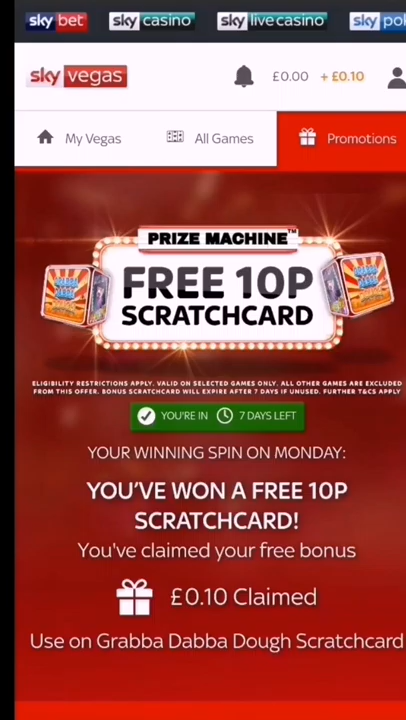 sky bet sky casino sky live casino sky pok
sky vegas £0.00 + £0.10
My Vegas All Games Promotions
PRIZE MACHINE™
FREE 10P
SCRATCHCARD
ELIGIBILITY RESTRICTIONS APPLY. VALID ON SELECTED GAMES ONLY. ALL OTHER GAMES ARE EXCLUDED
FROM THIS OFFER. BONUS SCRATCHCARD WILL EXPIRE AFTER 7 DAYS IF UNUSED. FURTHER T&CS APPLY
YOU'RE IN 7 DAYS LEFT
YOUR WINNING SPIN ON MONDAY:
YOU'VE WON A FREE 10P
SCRATCHCARD!
You've claimed your free bonus
£0.10 Claimed
Use on Grabba Dabba Dough Scratchcard